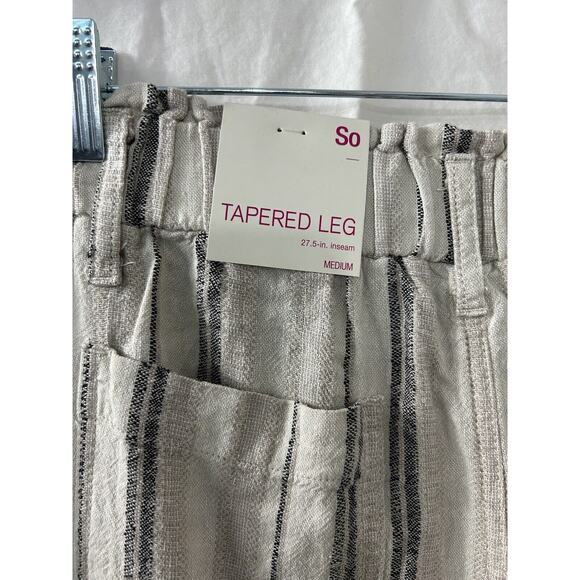 So
TAPERED LEG
27.5-in. inseam
MEDIUM